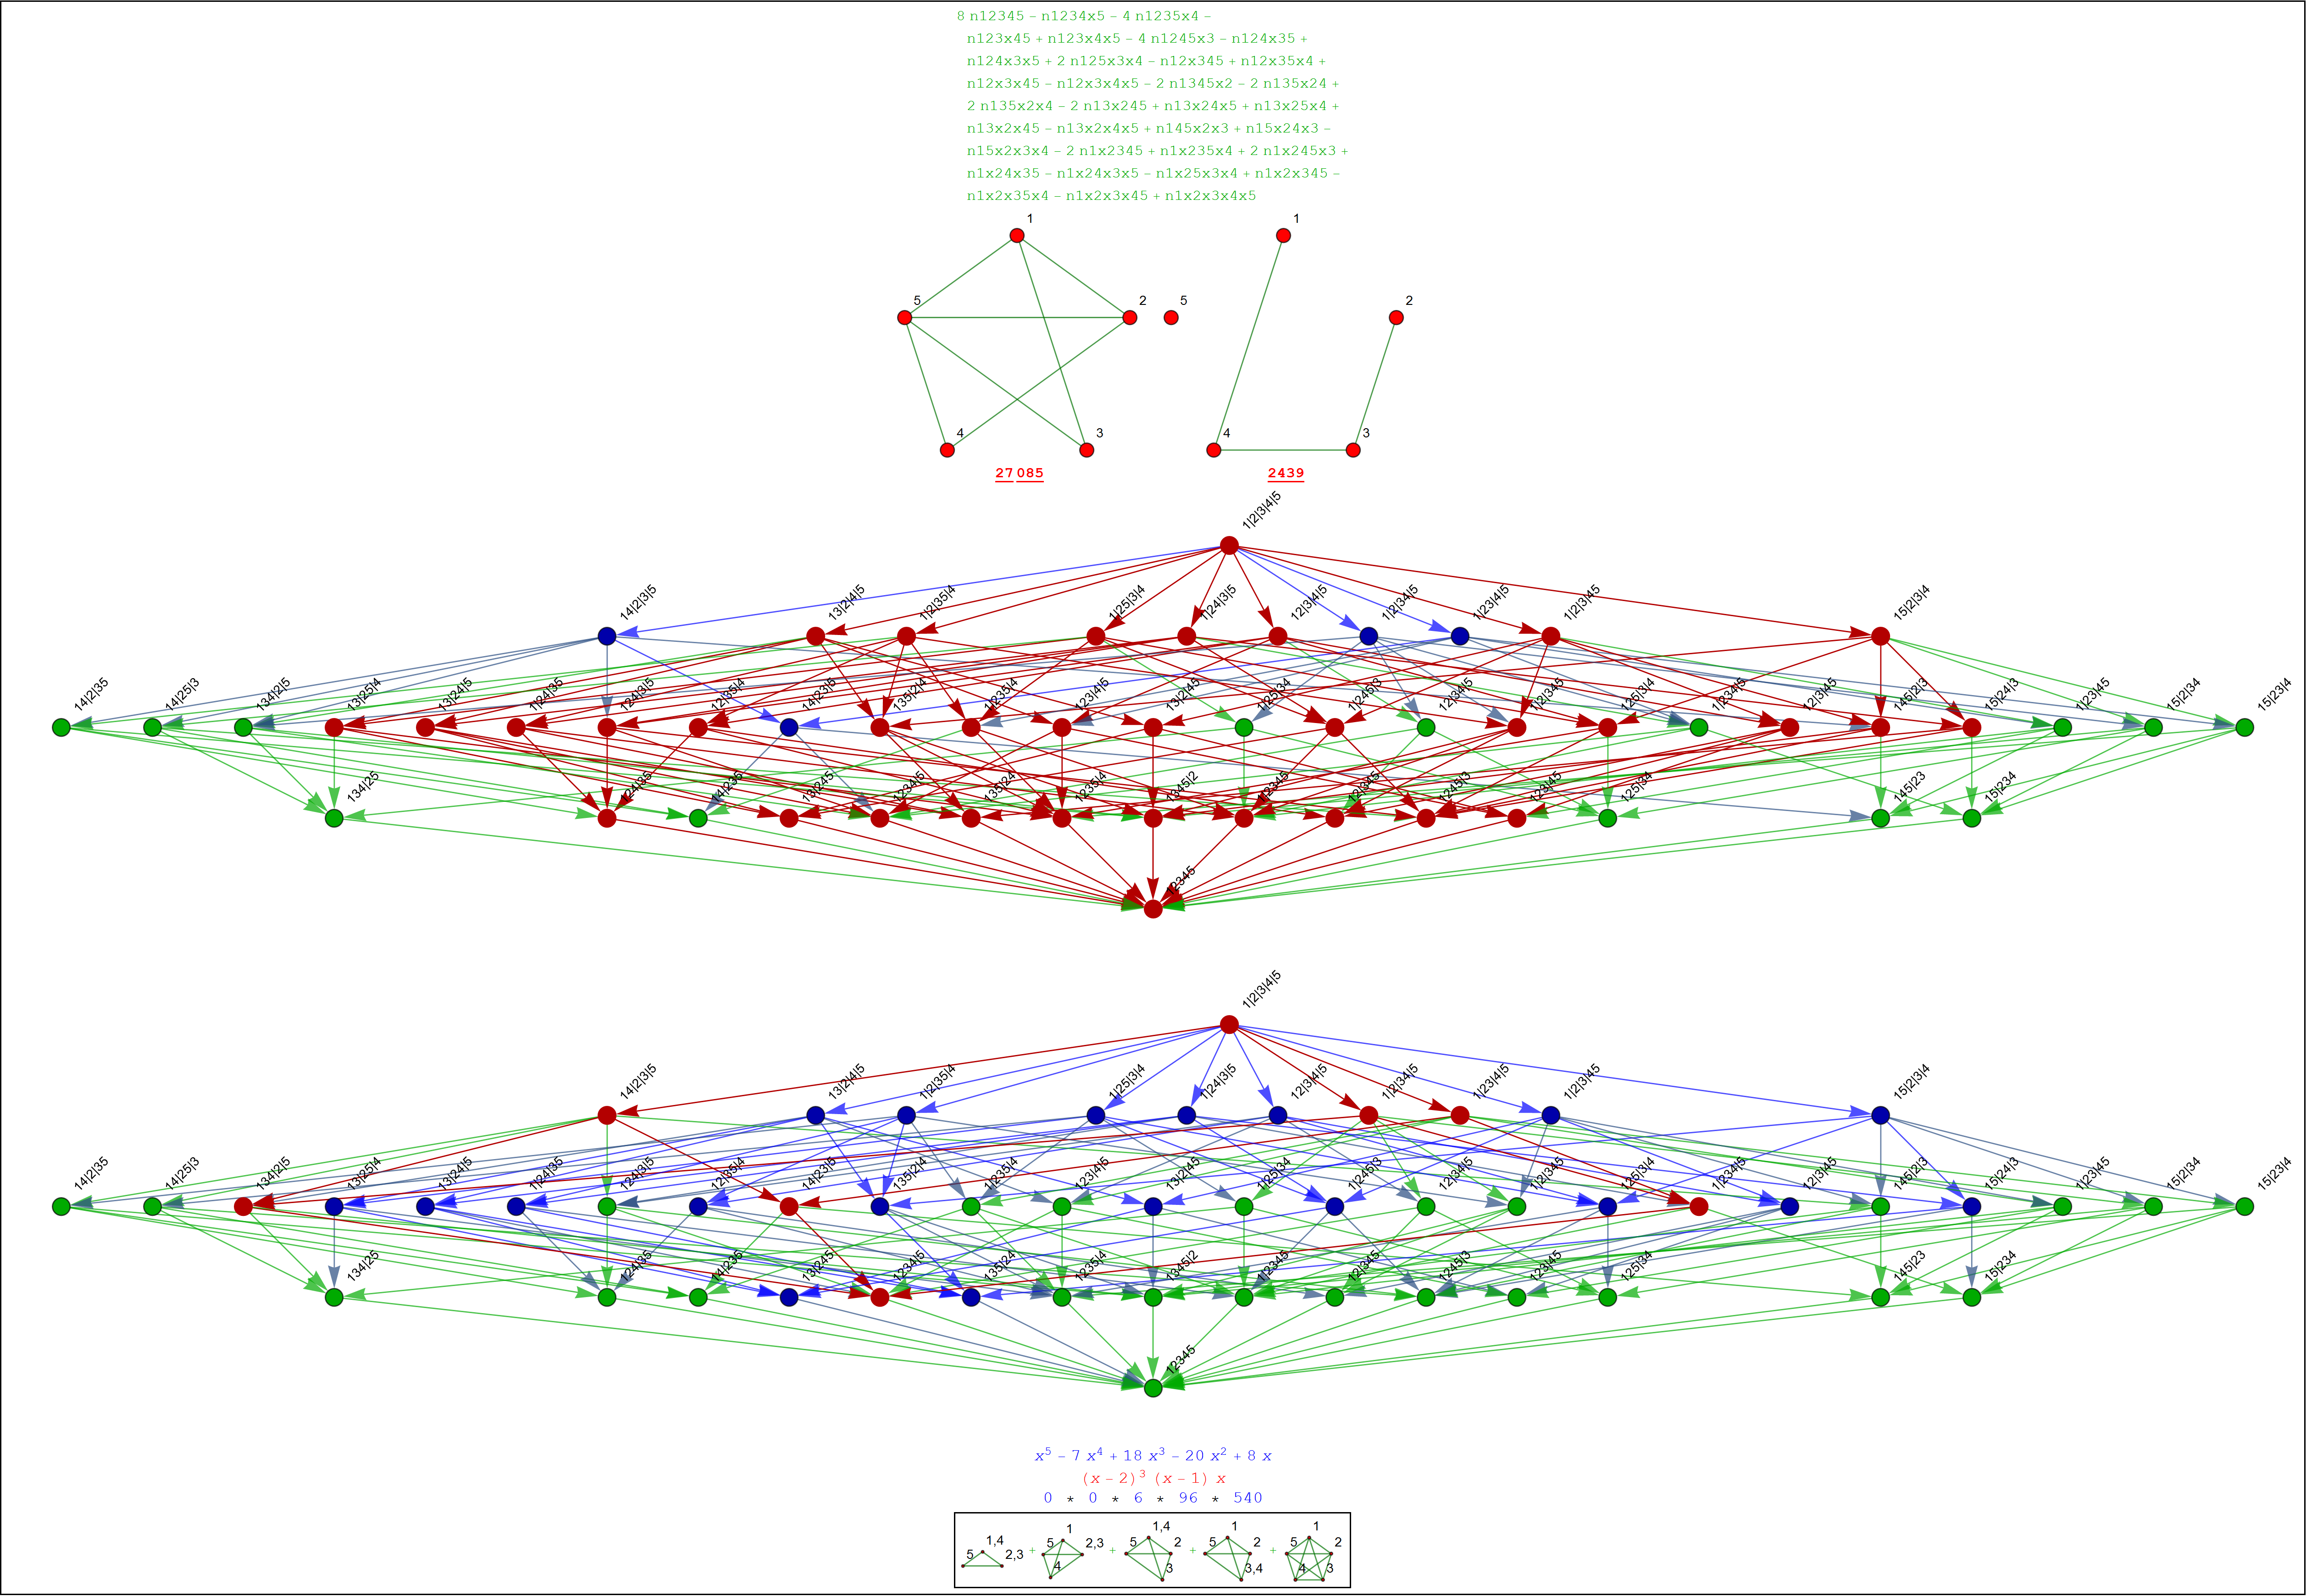 8 n12345 − n1234x5 − 4 n1235x4 −
n123x45 + n123x4x5 − 4 n1245x3 − n124x35 +
n124x3x5 + 2 n125x3x4 − n12x345 + n12x35x4 +
n12x3x45 − n12x3x4x5 − 2 n1345x2 − 2 n135x24 +
2 n135x2x4 − 2 n13x245 + n13x24x5 + n13x25x4 +
n13x2x45 − n13x2x4x5 + n145x2x3 + n15x24x3 −
n15x2x3x4 − 2 n1x2345 + n1x235x4 + 2 n1x245x3 +
n1x24x35 − n1x24x3x5 − n1x25x3x4 + n1x2x345 −
n1x2x35x4 − n1x2x3x45 + n1x2x3x4x5
1 1
5 2 5 2
4 3 4 3
27 085 2439
1|2|3|4|5
14|2|3|5 13|2|4|5 1|2|35|4 1|25|3|4 1|24|3|5 12|3|4|5 1|2|34|5 1|23|4|5 1|2|3|45 15|2|3|4
14|2|35 14|25|3 134|2|5 13|25|4 13|24|5 1|24|35 124|3|5 12|35|4 14|23|5 135|2|4 1|235|4 123|4|5 13|2|45 1|25|34 1|245|3 12|34|5 1|2|345 125|3|4 1|234|5 12|3|45 145|2|3 15|24|3 1|23|45 15|2|34 15|23|4
134|25 124|35 14|235 13|245 1234|5 135|24 1235|4 1345|2 1|2345 12|345 1245|3 123|45 125|34 145|23 15|234
12345
1|2|3|4|5
14|2|3|5 13|2|4|5 1|2|35|4 1|25|3|4 1|24|3|5 12|3|4|5 1|2|34|5 1|23|4|5 1|2|3|45 15|2|3|4
14|2|35 14|25|3 134|2|5 13|25|4 13|24|5 1|24|35 124|3|5 12|35|4 14|23|5 135|2|4 1|235|4 123|4|5 13|2|45 1|25|34 1|245|3 12|34|5 1|2|345 125|3|4 1|234|5 12|3|45 145|2|3 15|24|3 1|23|45 15|2|34 15|23|4
134|25 124|35 14|235 13|245 1234|5 135|24 1235|4 1345|2 1|2345 12|345 1245|3 123|45 125|34 145|23 15|234
12345
x⁵ − 7 x⁴ + 18 x³ − 20 x² + 8 x
(x − 2)³ (x − 1) x
0 * 0 * 6 * 96 * 540
5 1,4 2,3 + 5 1 2,3 4 + 5 1,4 2 3 + 5 1 2 3,4 + 5 1 2 4 3